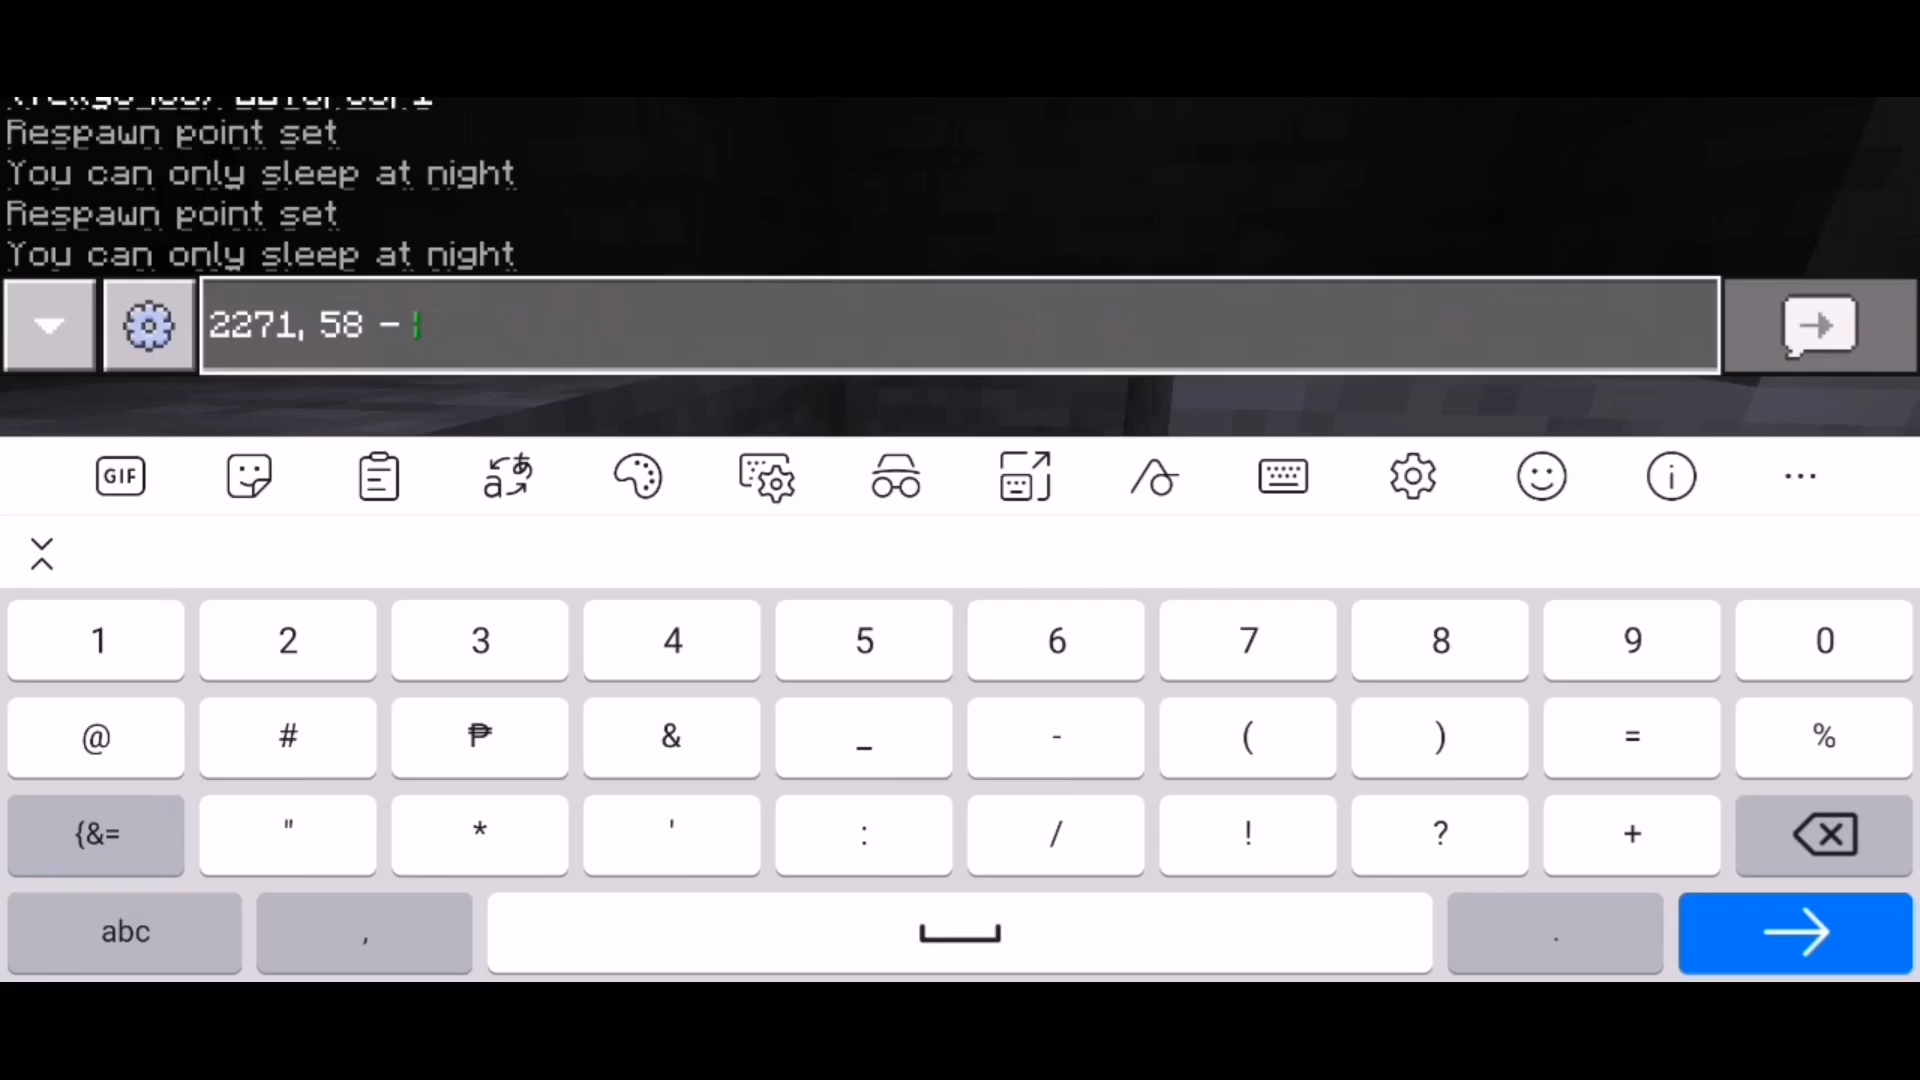 Respawn point set
You can only sleep at night
Respawn point set
You can only sleep at night
2271, 58 -
GIF
1 2 3 4 5 6 7 8 9 0
@ # ₱ & _ - ( ) = %
{&= " * ' : / ! ? +
abc , .